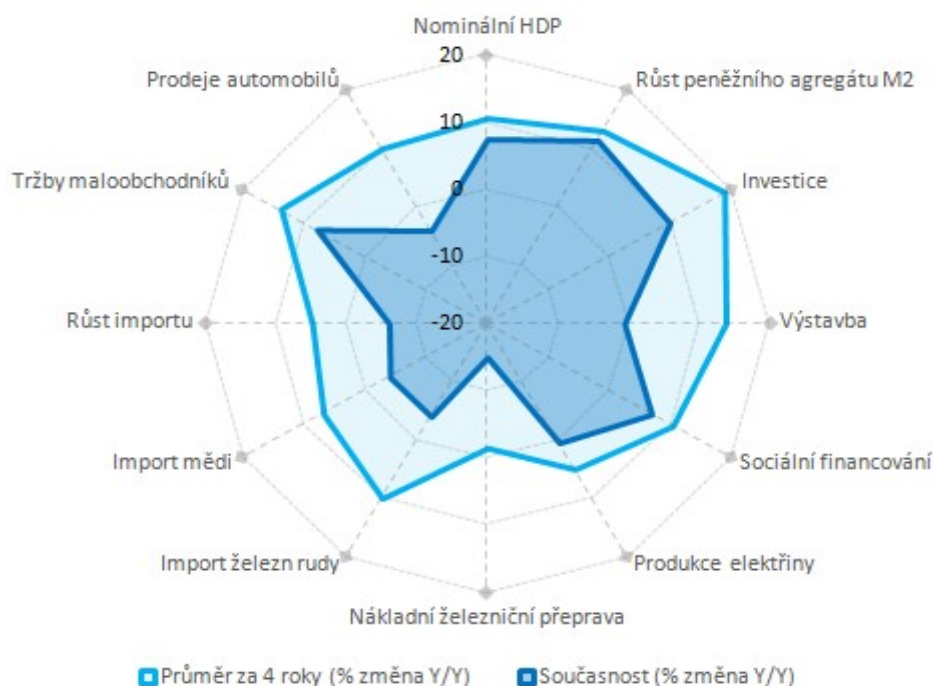 Nominální HDP
20
Prodeje automobilů
Růst peněžního agregátu M2
10
Tržby maloobchodníků
Investice
0
-10
Růst importu
-20
Výstavba
Import mědi
Sociální financování
Import železn rudy
Produkce elektřiny
Nákladní železniční přeprava
Průměr za 4 roky (% změna Y/Y)
Současnost (% změna Y/Y)